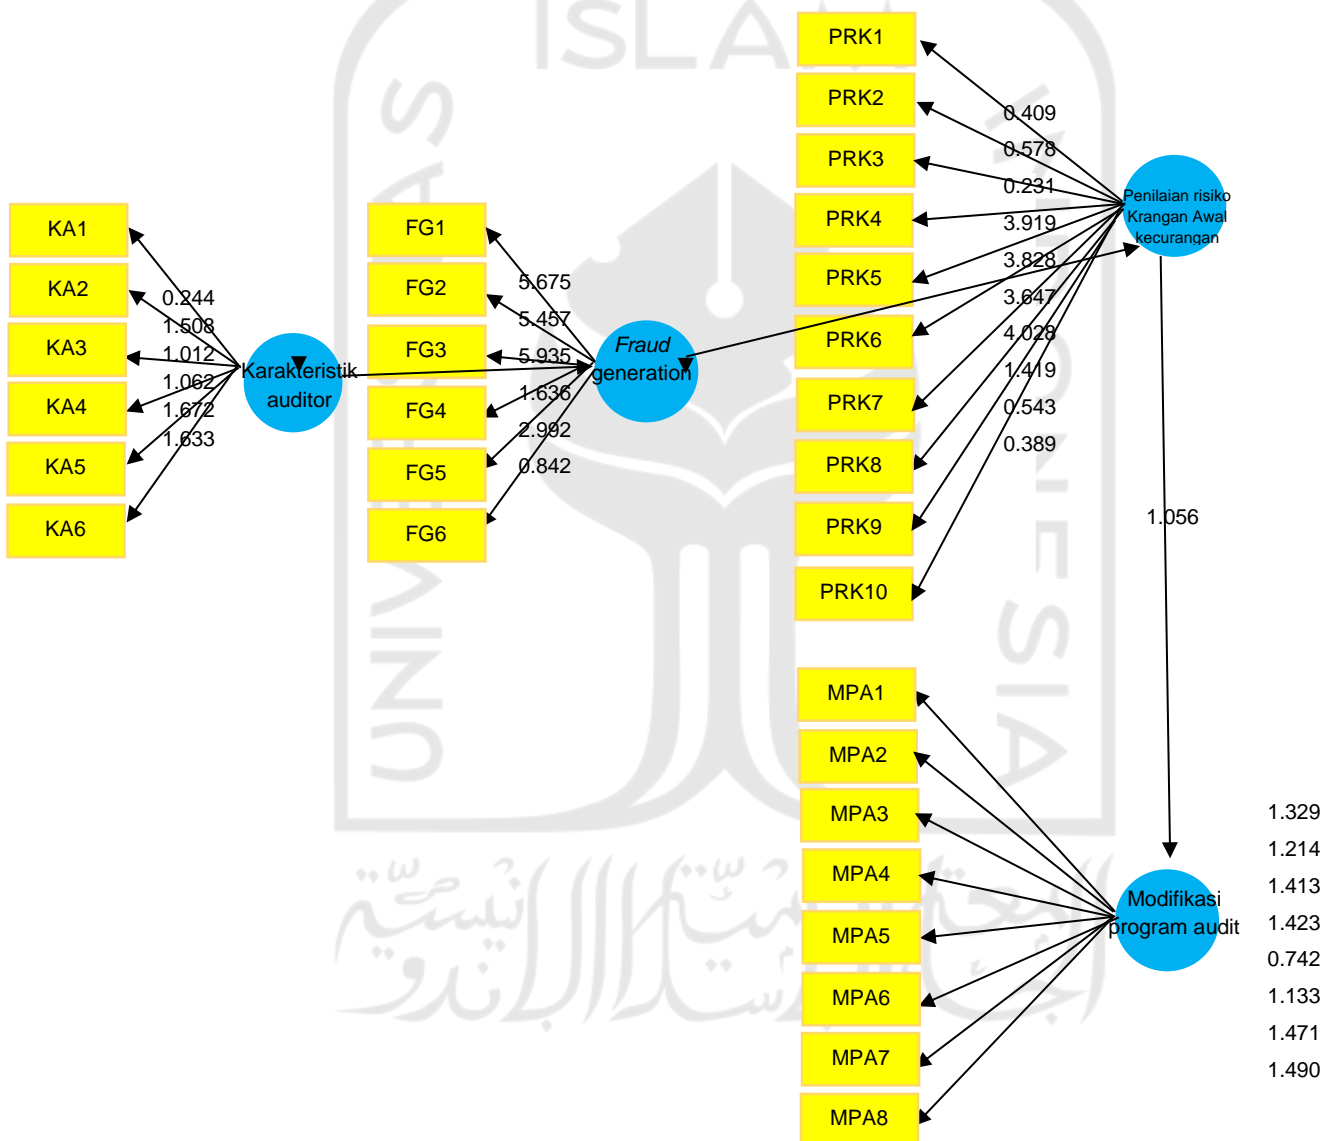 ISLAM
UNIVERSITAS
INDONESIA
PRK1
PRK2
PRK3
PRK4
PRK5
PRK6
PRK7
PRK8
PRK9
PRK10
0.409
0.578
0.231
3.919
3.828
3.647
4.028
1.419
0.543
0.389
Penilaian risiko
Krangan Awal
kecurangan
KA1
KA2
KA3
KA4
KA5
KA6
0.244
1.508
1.012
1.062
1.672
1.633
Karakteristik
auditor
FG1
FG2
FG3
FG4
FG5
FG6
5.675
5.457
5.935
1.636
2.992
0.842
Fraud
generation
1.056
MPA1
MPA2
MPA3
MPA4
MPA5
MPA6
MPA7
MPA8
Modifikasi
program audit
1.329
1.214
1.413
1.423
0.742
1.133
1.471
1.490